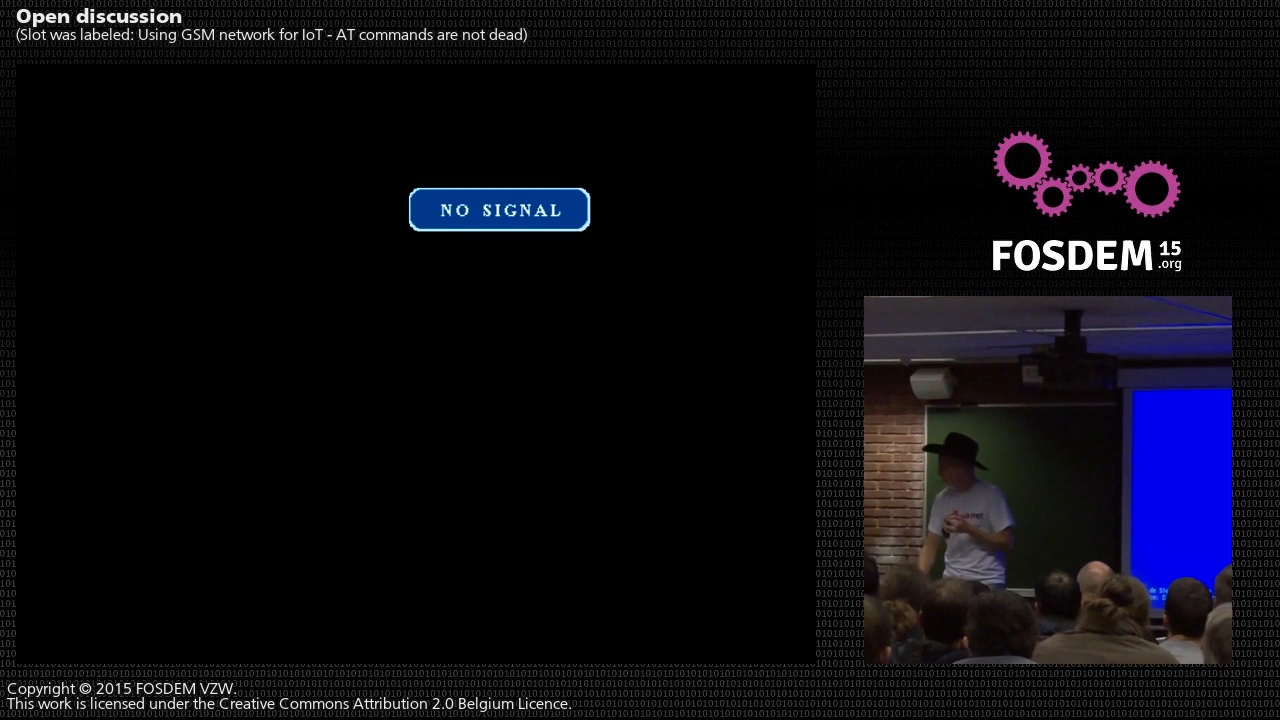 Open discussion
(Slot was labeled: Using GSM network for IoT - AT commands are not dead)
NO SIGNAL
FOSDEM 15
.org
Copyright © 2015 FOSDEM VZW.
This work is licensed under the Creative Commons Attribution 2.0 Belgium Licence.